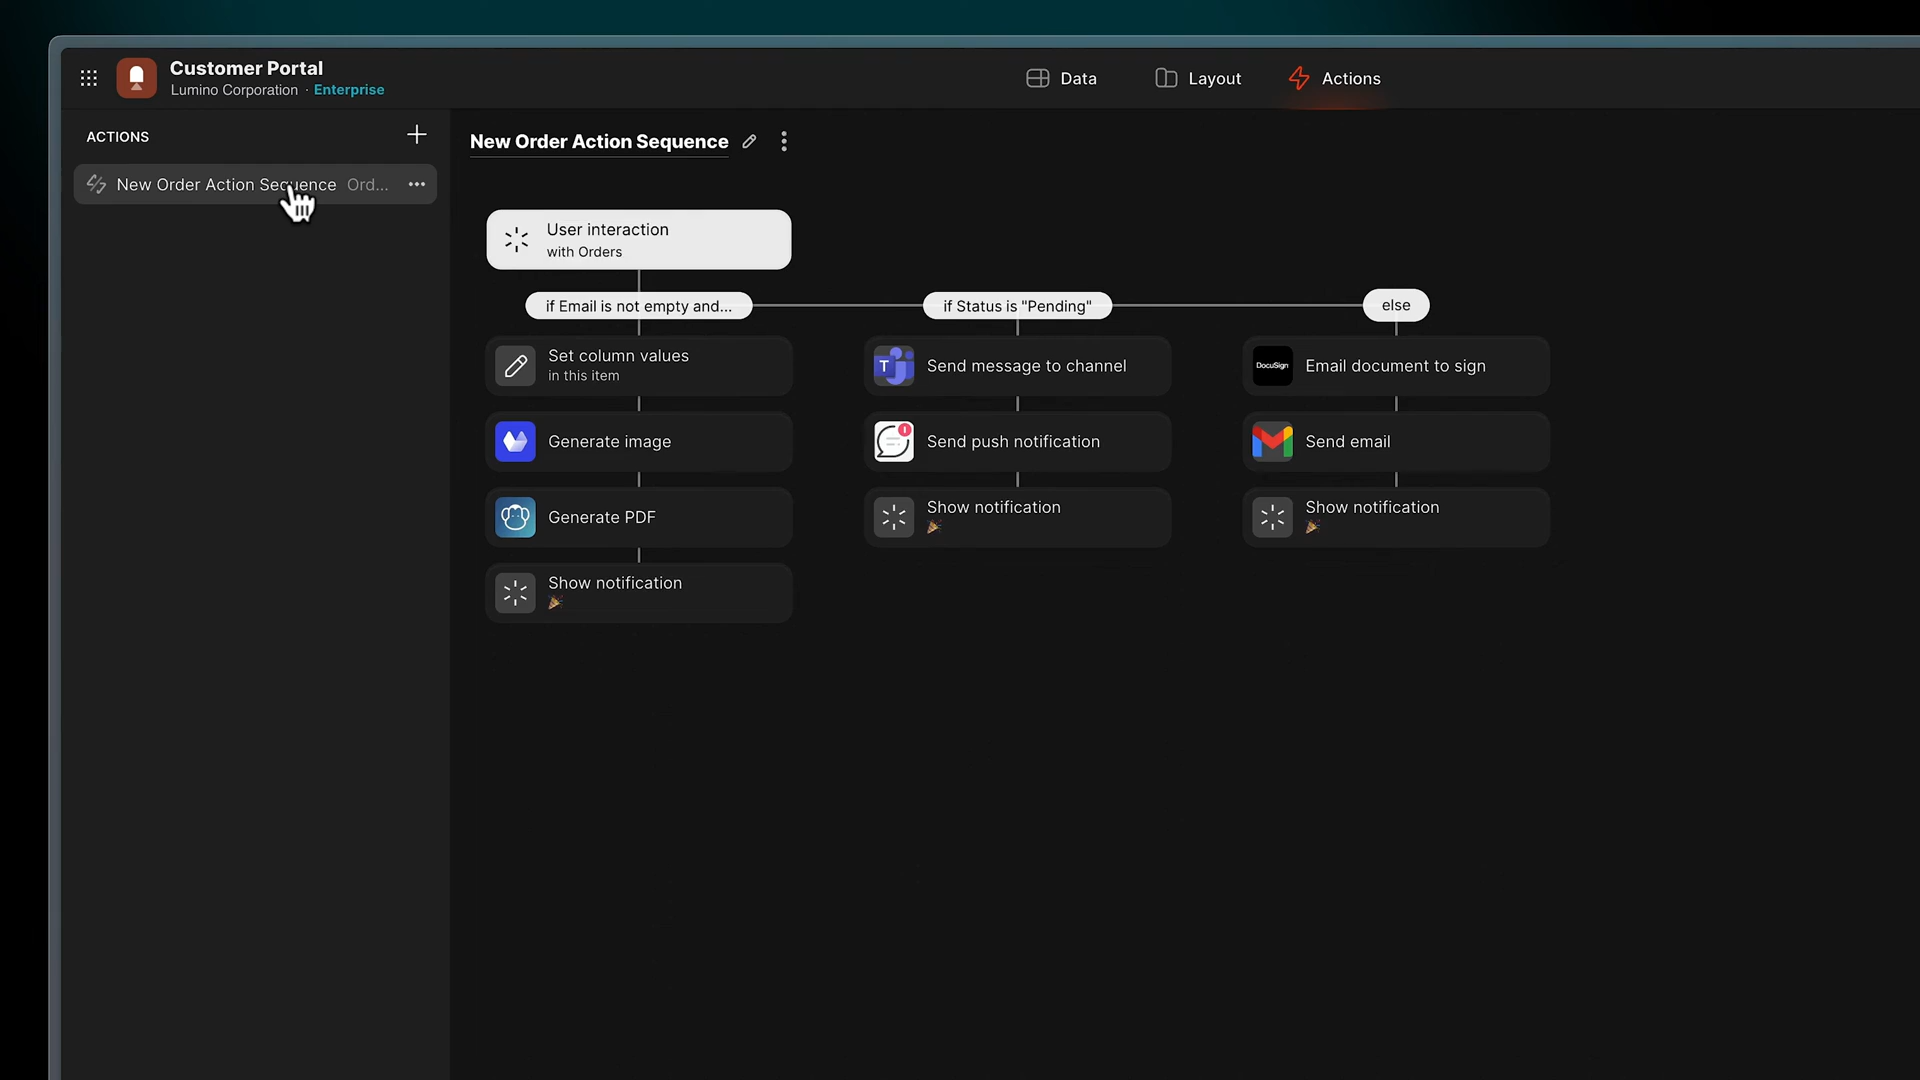 Customer Portal
Lumino Corporation · Enterprise
Data
Layout
Actions
ACTIONS
New Order Action Sequence Ord...
New Order Action Sequence
User interaction
with Orders
if Email is not empty and...
if Status is "Pending"
else
Set column values
in this item
Generate image
Generate PDF
Show notification
🎉
T
Send message to channel
Send push notification
Show notification
🎉
DocuSign
Email document to sign
Send email
Show notification
🎉